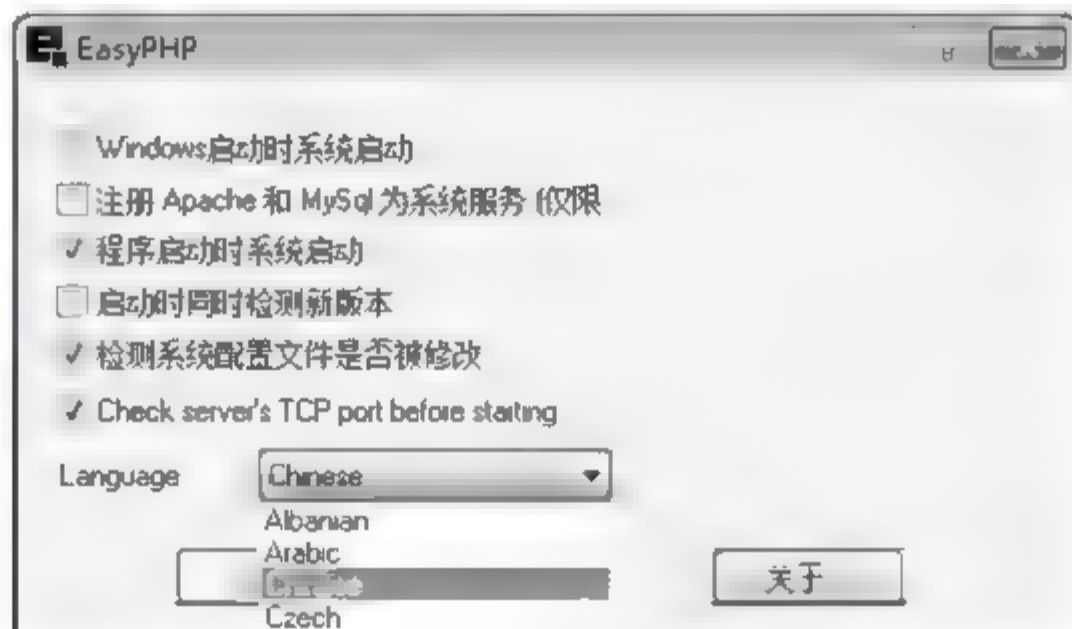 EasyPHP
Windows启动时系统启动
注册 Apache 和 MySql 为系统服务 (仅限
程序启动时系统启动
启动时同时检测新版本
检测系统配置文件是否被修改
Check server's TCP port before starting
Language Chinese
Albanian
Arabic
关于
Czech